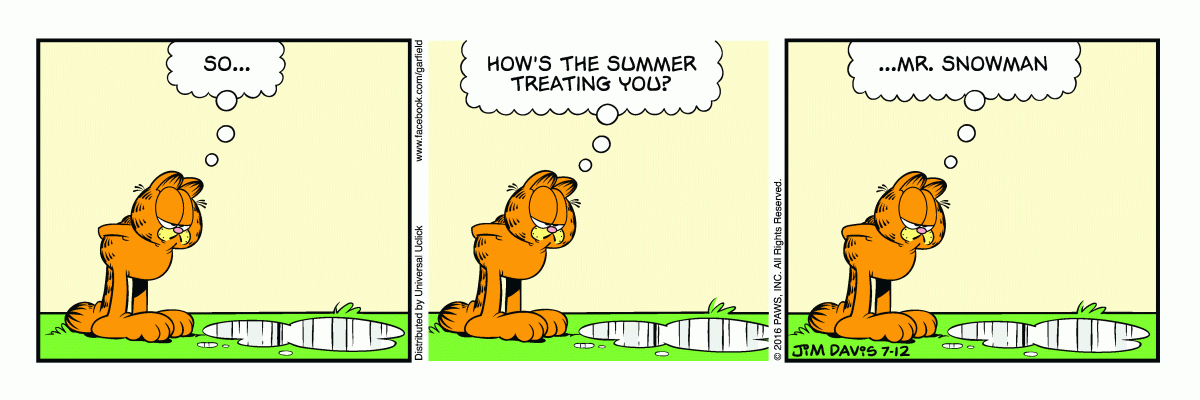 SO...
www.facebook.com/garfield
Distributed by Universal Uclick
HOW'S THE SUMMER
TREATING YOU?
© 2016 PAWS, INC. All Rights Reserved.
...MR. SNOWMAN
JIM DAVIS 7-12